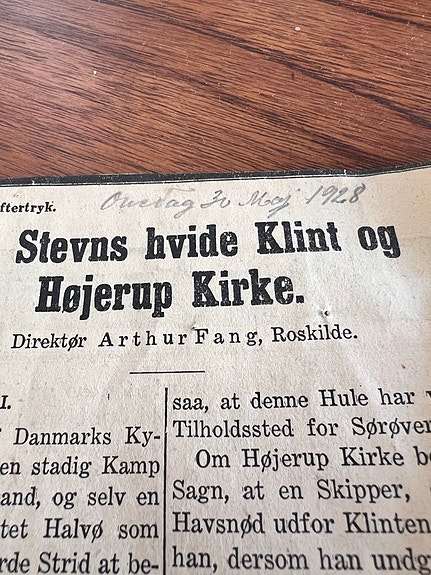 ftertryk.
Onsdag 30 Maj 1928
Stevns hvide Klint og
Højerup Kirke.
Direktør Arthur Fang, Roskilde.
I.
Danmarks Ky-
en stadig Kamp
and, og selv en
tet Halvø som
rde Strid at be-
saa, at denne Hule har
Tilholdssted for Sørøver
Om Højerup Kirke be
Sagn, at en Skipper,
Havsnød udfor Klinten
han, dersom han undg